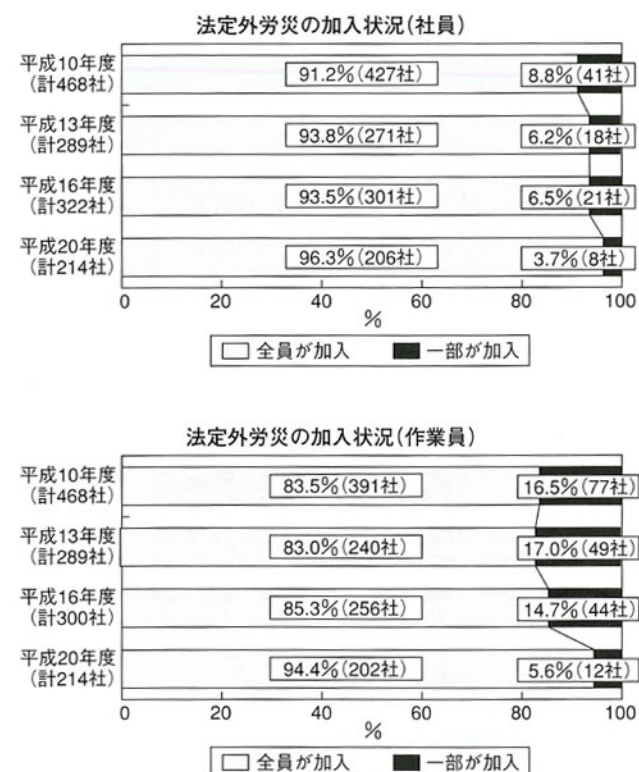 法定外労災の加入状況(社員)
平成10年度
(計468社)
91.2%(427社)
8.8%(41社)
平成13年度
(計289社)
93.8%(271社)
6.2%(18社)
平成16年度
(計322社)
93.5%(301社)
6.5%(21社)
平成20年度
(計214社)
96.3%(206社)
3.7%(8社)
0 20 40 60 80 100
%
全員が加入 一部が加入
法定外労災の加入状況(作業員)
平成10年度
(計468社)
83.5%(391社)
16.5%(77社)
平成13年度
(計289社)
83.0%(240社)
17.0%(49社)
平成16年度
(計300社)
85.3%(256社)
14.7%(44社)
平成20年度
(計214社)
94.4%(202社)
5.6%(12社)
0 20 40 60 80 100
%
全員が加入 一部が加入